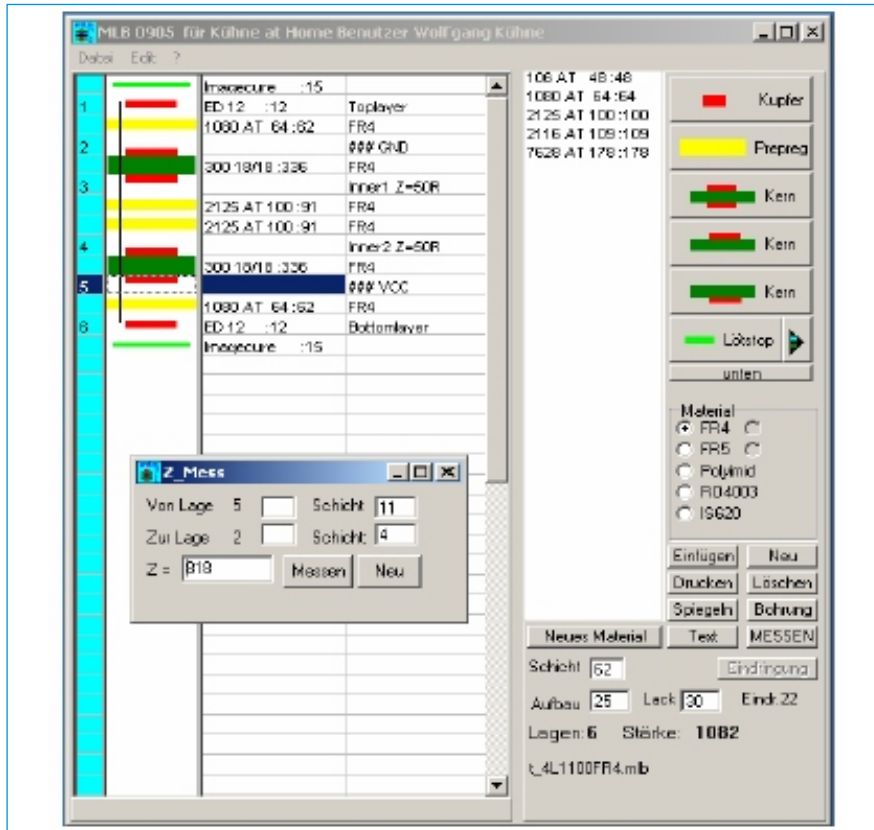 MLB 0905 für Kühne at Home Benutzer Wolfgang Kühne
Datei Edit ?
Imagecure :15
1 ED 12 :12 Toplayer
1080 AT 64 :62 FR4
2 ### GND
300 18/18 :336 FR4
3 Inner1 Z=50R
2125 AT 100 :91 FR4
2125 AT 100 :91 FR4
4 Inner2 Z=50R
300 18/18 :336 FR4
5 ### VCC
1080 AT 64 :62 FR4
6 ED 12 :12 Bottomlayer
Imagecure :15
106 AT 48 :48
1080 AT 64 :64
2125 AT 100 :100
2116 AT 109 :109
7628 AT 178 :178
Kupfer
Prepreg
Kern
Kern
Kern
Lötstop
unten
Material
FR4
FR5
Polyimid
RO4003
IS620
Einfügen Neu
Drucken Löschen
Spiegeln Bohrung
Neues Material Text MESSEN
Schicht 62 Eindringung
Aufbau 25 Lack 30 Eindr. 22
Lagen: 6 Stärke: 1082
t_4L1100FR4.mlb
Z_Mess
Von Lage 5 Schicht 11
Zur Lage 2 Schicht: 4
Z = 818 Messen Neu